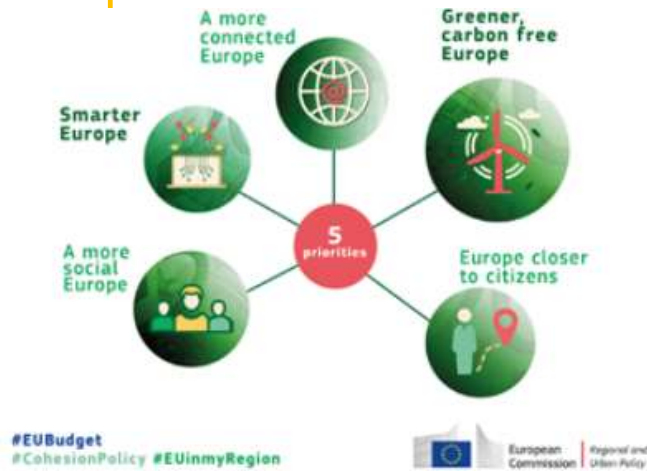 A more
connected
Europe
Greener,
carbon free
Europe
Smarter
Europe
5
priorities
A more
social
Europe
Europe closer
to citizens
#EUBudget
#CohesionPolicy #EUinmyRegion
European
Commission
Regional and
Urban Policy